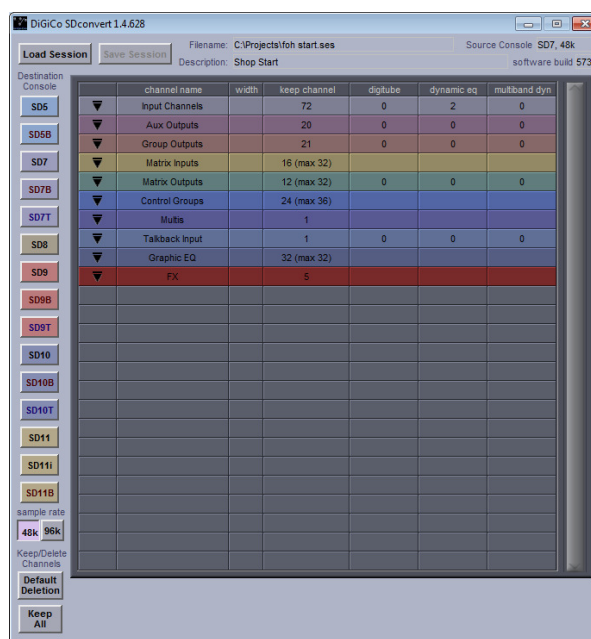 DiGiCo SDconvert 1.4.628
Load Session
Save Session
Filename: C:\Projects\foh start.ses
Source Console SD7, 48k
Description: Shop Start
software build 573
Destination
Console
channel name width keep channel digitube dynamic eq multiband dyn
Input Channels 72 0 2 0
Aux Outputs 20 0 0 0
Group Outputs 21 0 0 0
Matrix Inputs 16 (max 32)
Matrix Outputs 12 (max 32) 0 0 0
Control Groups 24 (max 36)
Multis 1
Talkback Input 1 0 0 0
Graphic EQ 32 (max 32)
FX 5
SD5
SD5B
SD7
SD7B
SD7T
SD8
SD9
SD9B
SD9T
SD10
SD10B
SD10T
SD11
SD11i
SD11B
sample rate
48k 96k
Keep/Delete
Channels
Default
Deletion
Keep
All